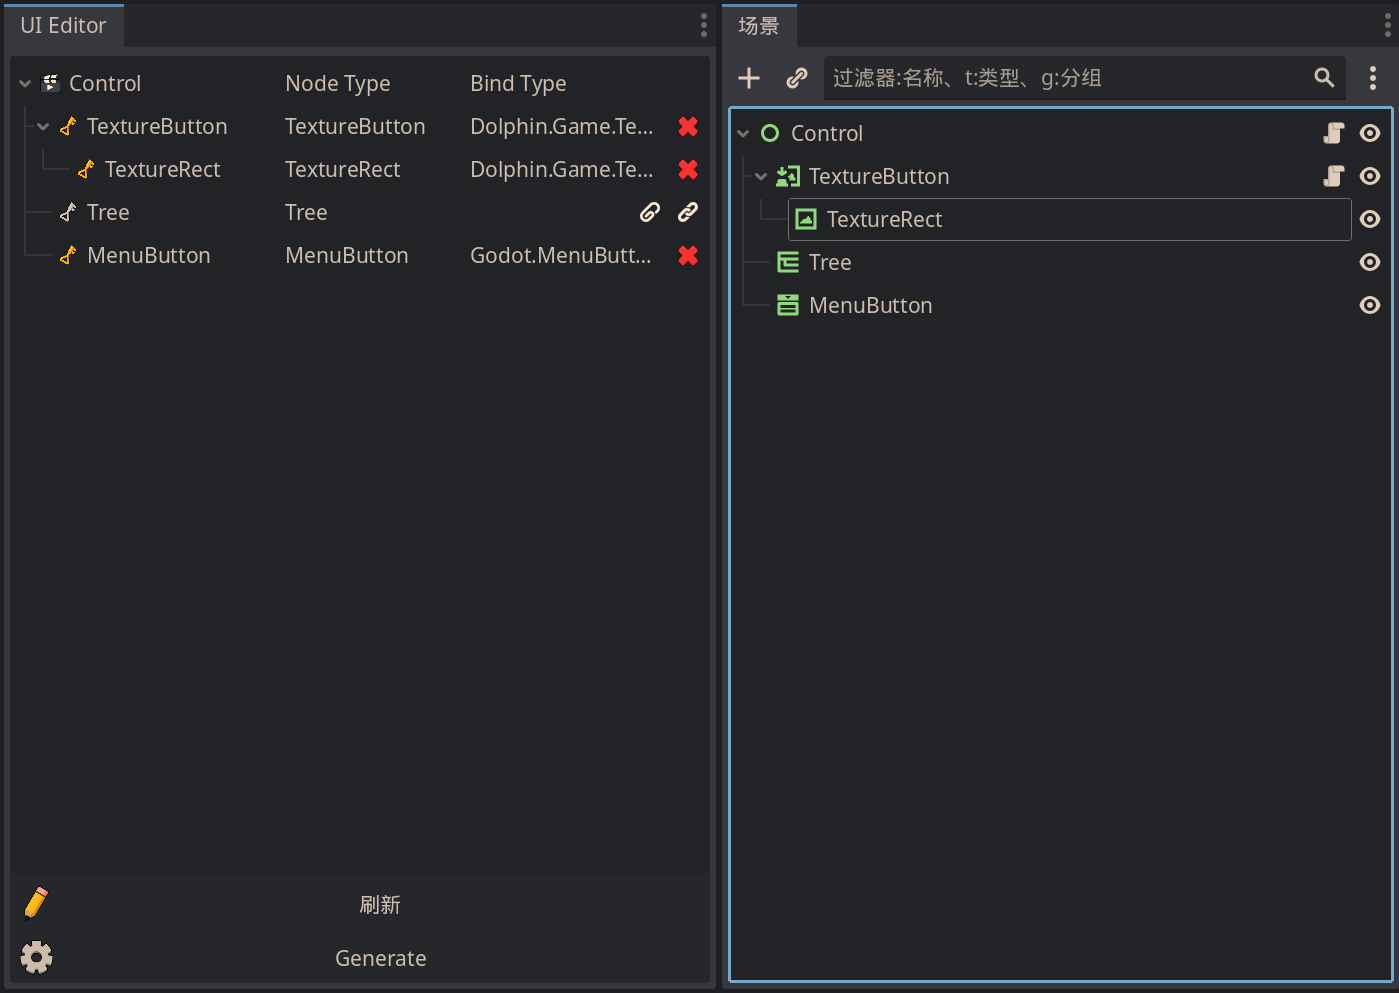 UI Editor
Control Node Type Bind Type
TextureButton TextureButton Dolphin.Game.Te...
TextureRect TextureRect Dolphin.Game.Te...
Tree Tree
MenuButton MenuButton Godot.MenuButt...
刷新
Generate
场景
过滤器:名称、t:类型、g:分组
Control
TextureButton
TextureRect
Tree
MenuButton